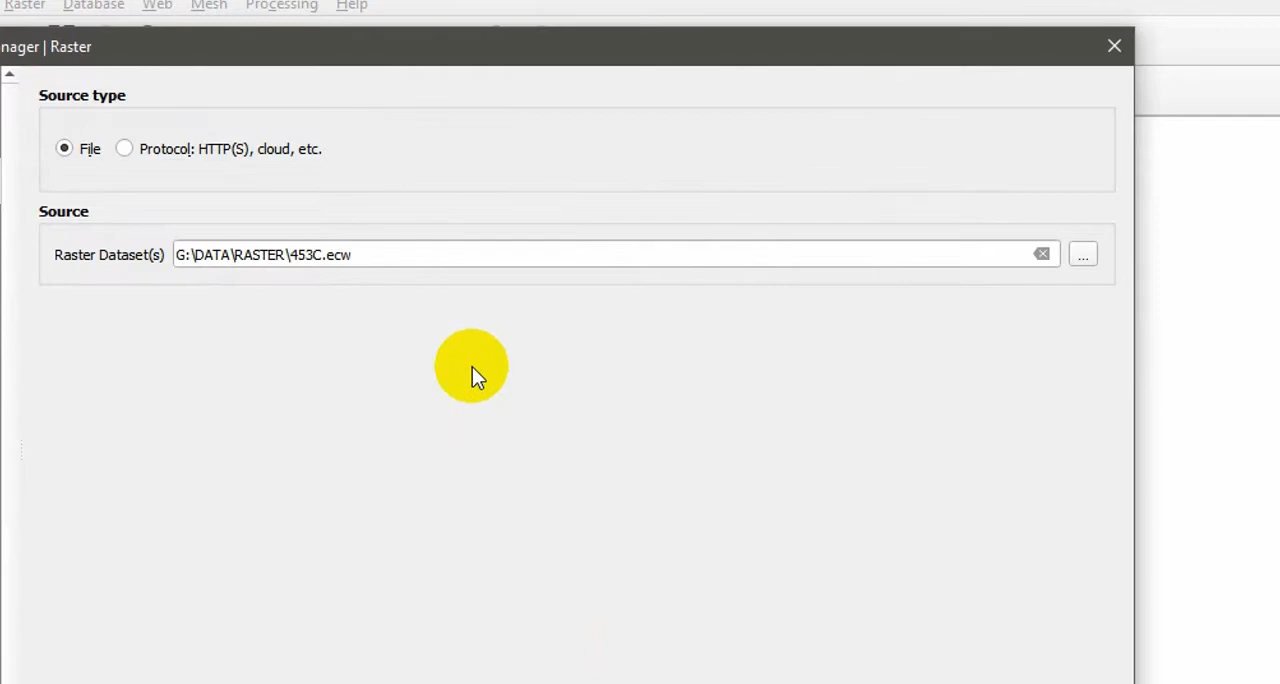 Raster Database Web Mesh Processing Help
nager | Raster
Source type
File Protocol: HTTP(S), cloud, etc.
Source
Raster Dataset(s) G:\DATA\RASTER\453C.ecw ...